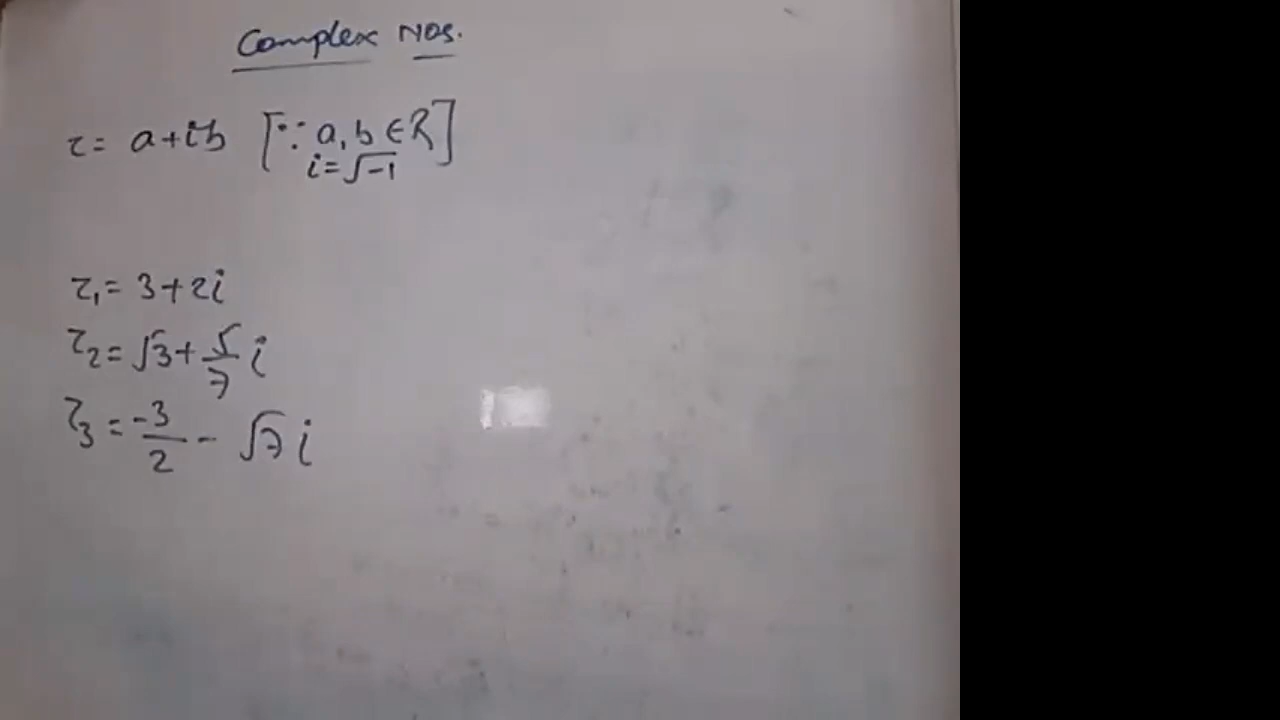 Complex Nos.
z = a+ib [∵ a, b ∈ R]
i = √-1
z₁ = 3+2i
z₂ = √3 + 5/7 i
z₃ = -3/2 - √7 i